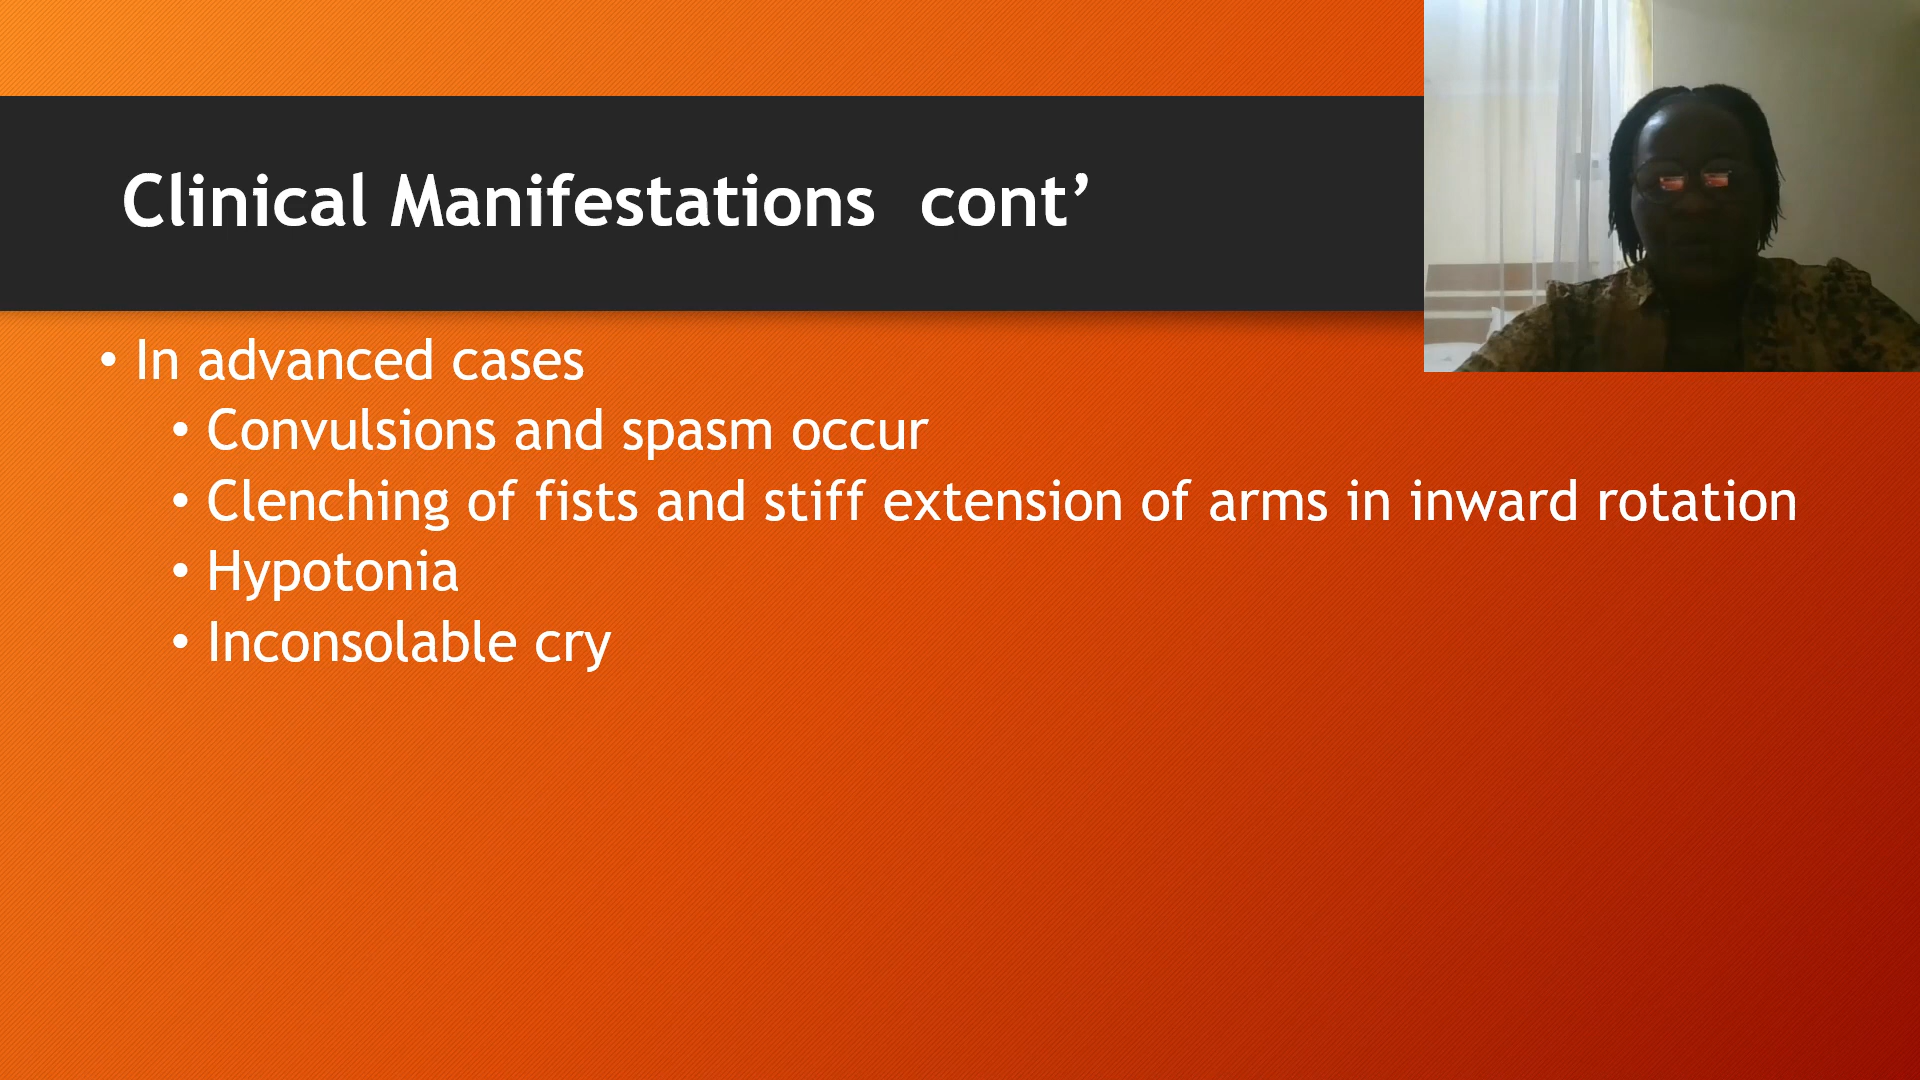 Clinical Manifestations cont’
• In advanced cases
• Convulsions and spasm occur
• Clenching of fists and stiff extension of arms in inward rotation
• Hypotonia
• Inconsolable cry